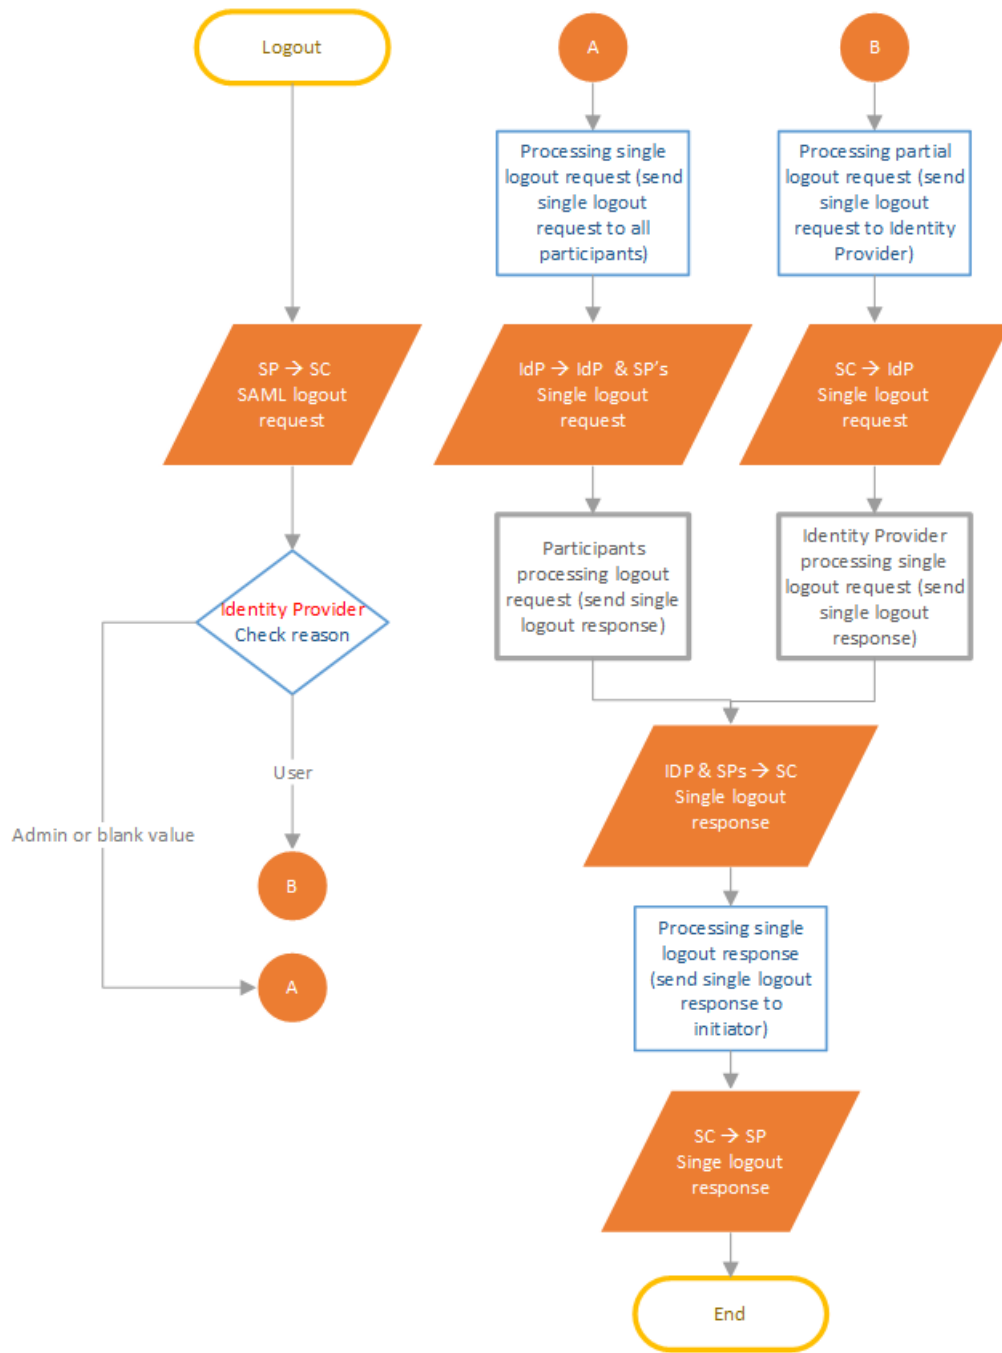 Logout
SP → SC
SAML logout
request
Identity Provider
Check reason
User
Admin or blank value
B
A
A
Processing single
logout request (send
single logout
request to all
participants)
IdP → IdP & SP's
Single logout
request
Participants
processing logout
request (send single
logout response)
B
Processing partial
logout request (send
single logout
request to Identity
Provider)
SC → IdP
Single logout
request
Identity Provider
processing single
logout request (send
single logout
response)
IDP & SPs → SC
Single logout
response
Processing single
logout response
(send single logout
response to
initiator)
SC → SP
Singe logout
response
End